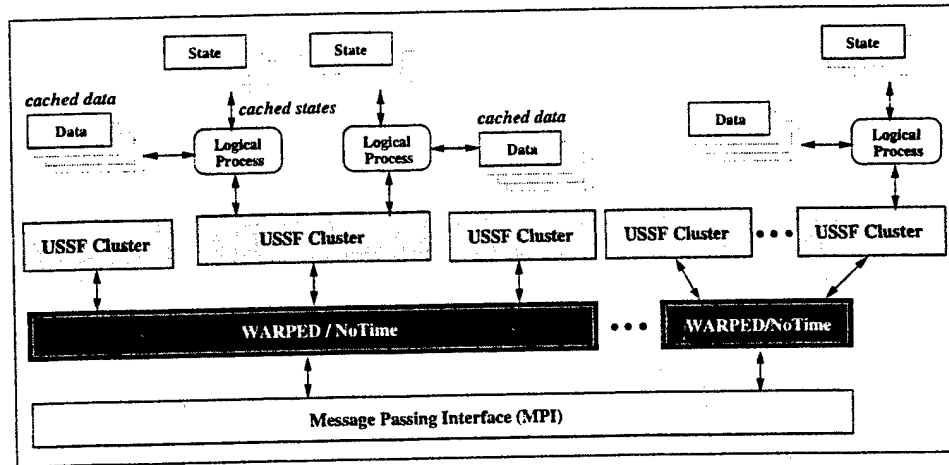 State
State
State
cached data
cached states
cached data
Data
Logical
Process
Logical
Process
Data
Data
Logical
Process
USSF Cluster
USSF Cluster
USSF Cluster
USSF Cluster
USSF Cluster
WARPED / NoTime
WARPED/NoTime
Message Passing Interface (MPI)